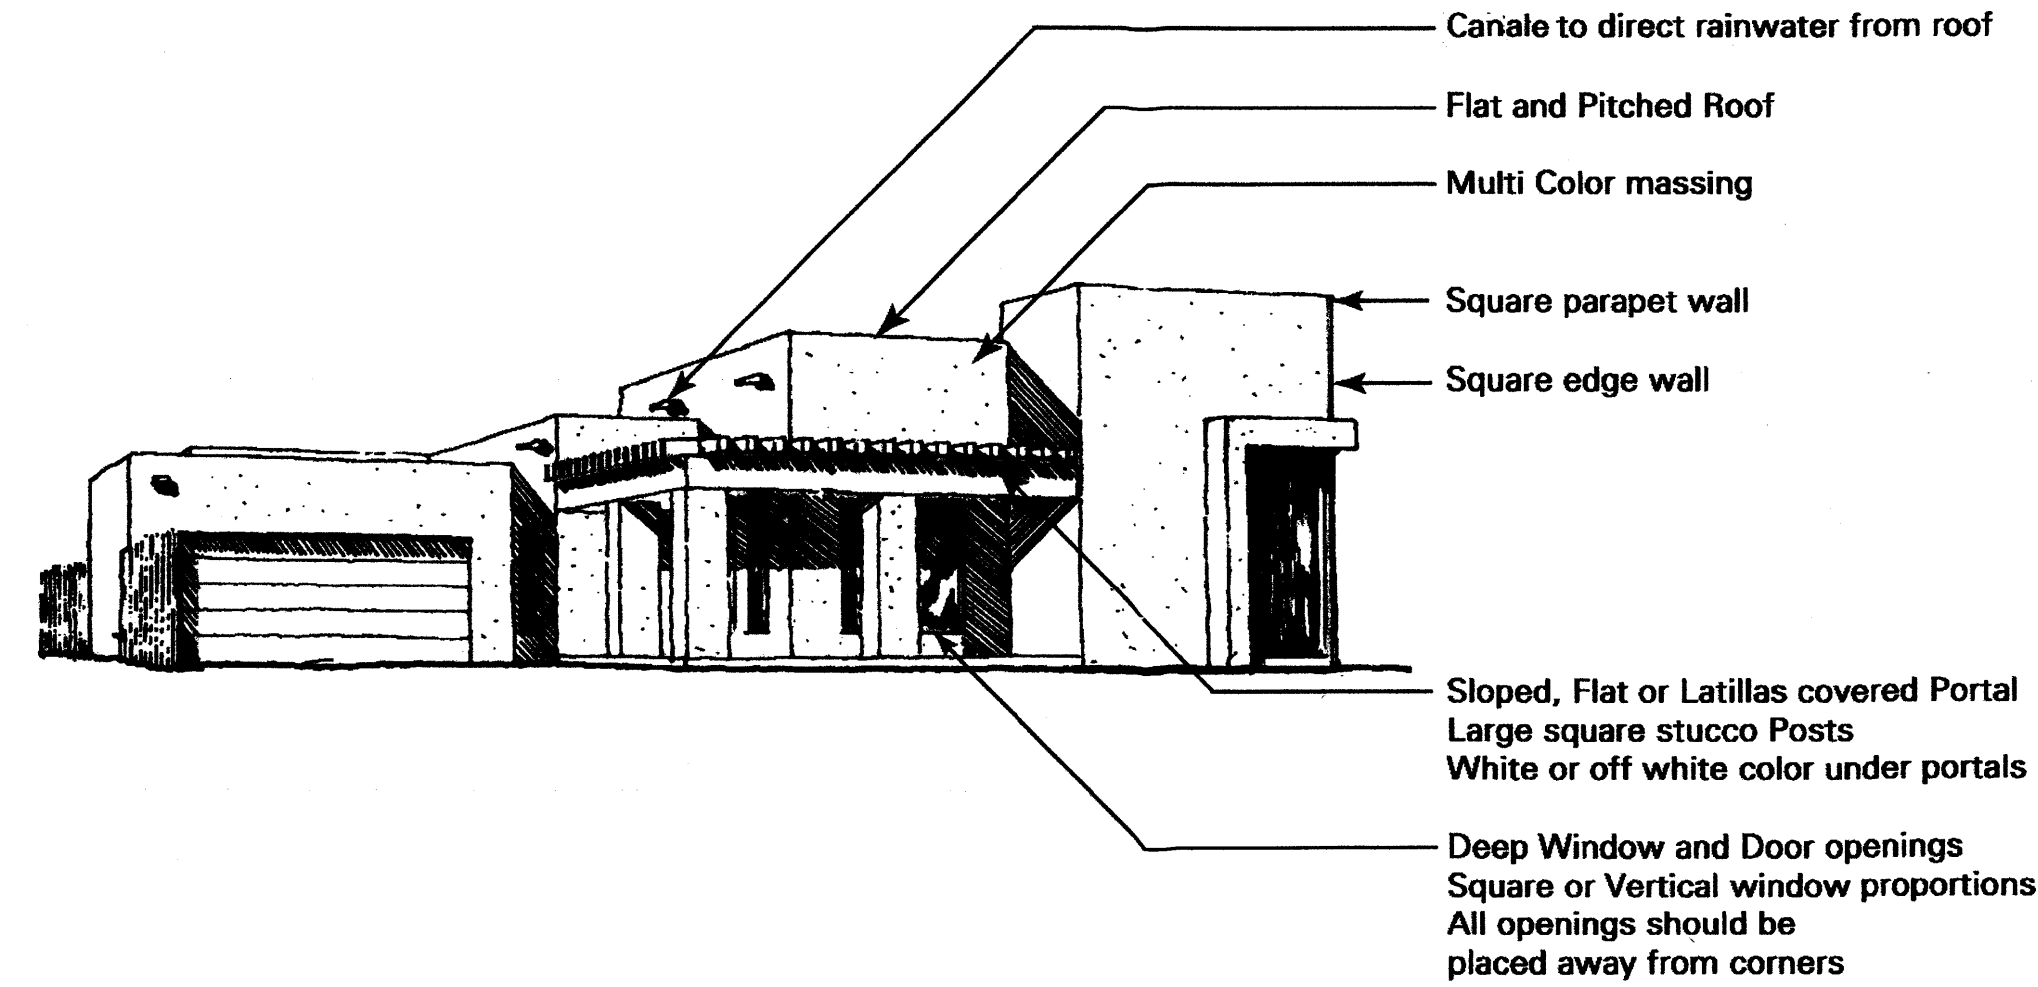 Canale to direct rainwater from roof
Flat and Pitched Roof
Multi Color massing
Square parapet wall
Square edge wall
Sloped, Flat or Latillas covered Portal
Large square stucco Posts
White or off white color under portals
Deep Window and Door openings
Square or Vertical window proportions
All openings should be
placed away from corners